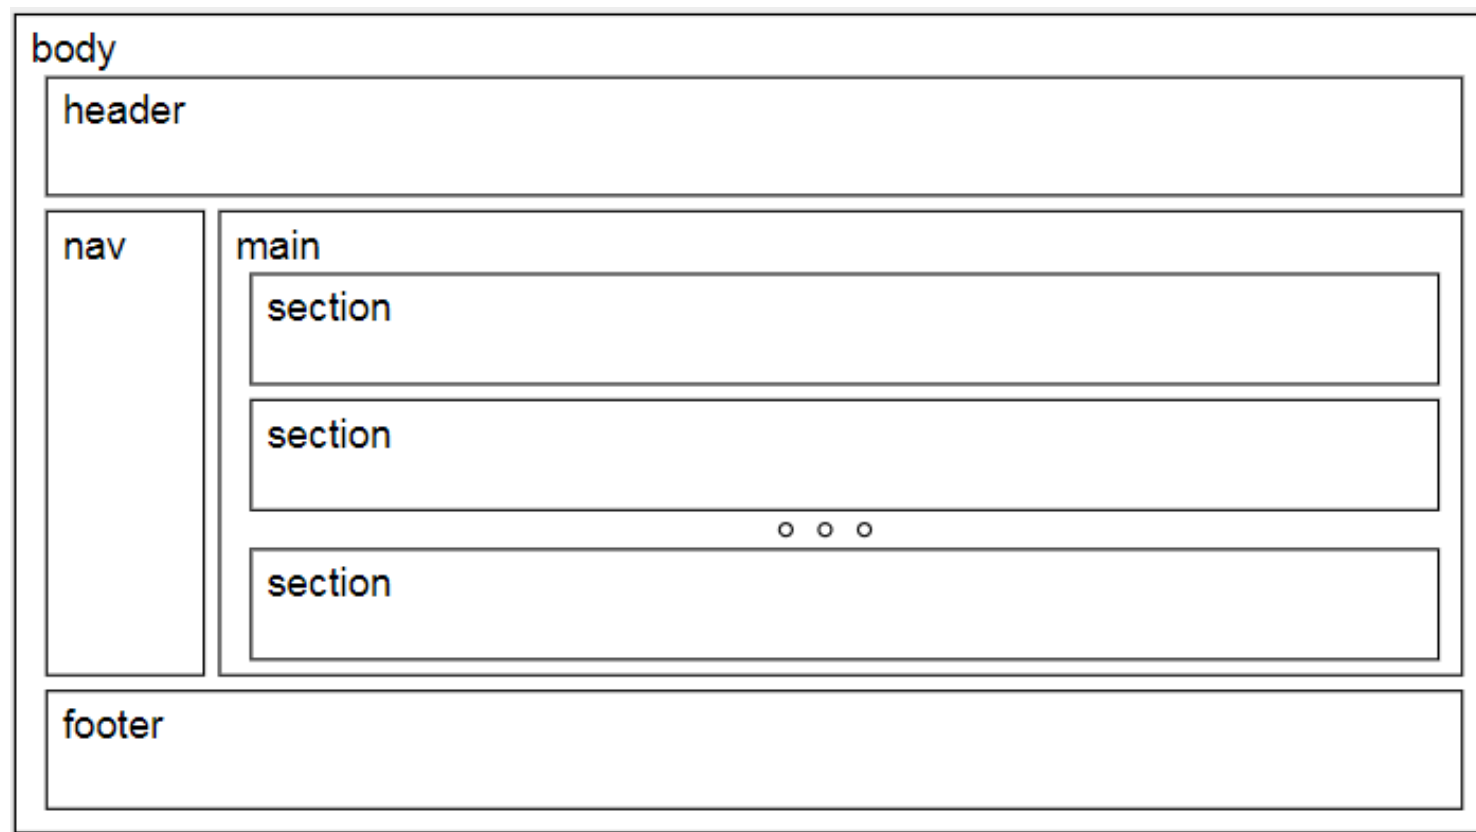 body
header
nav
main
section
section
section
footer